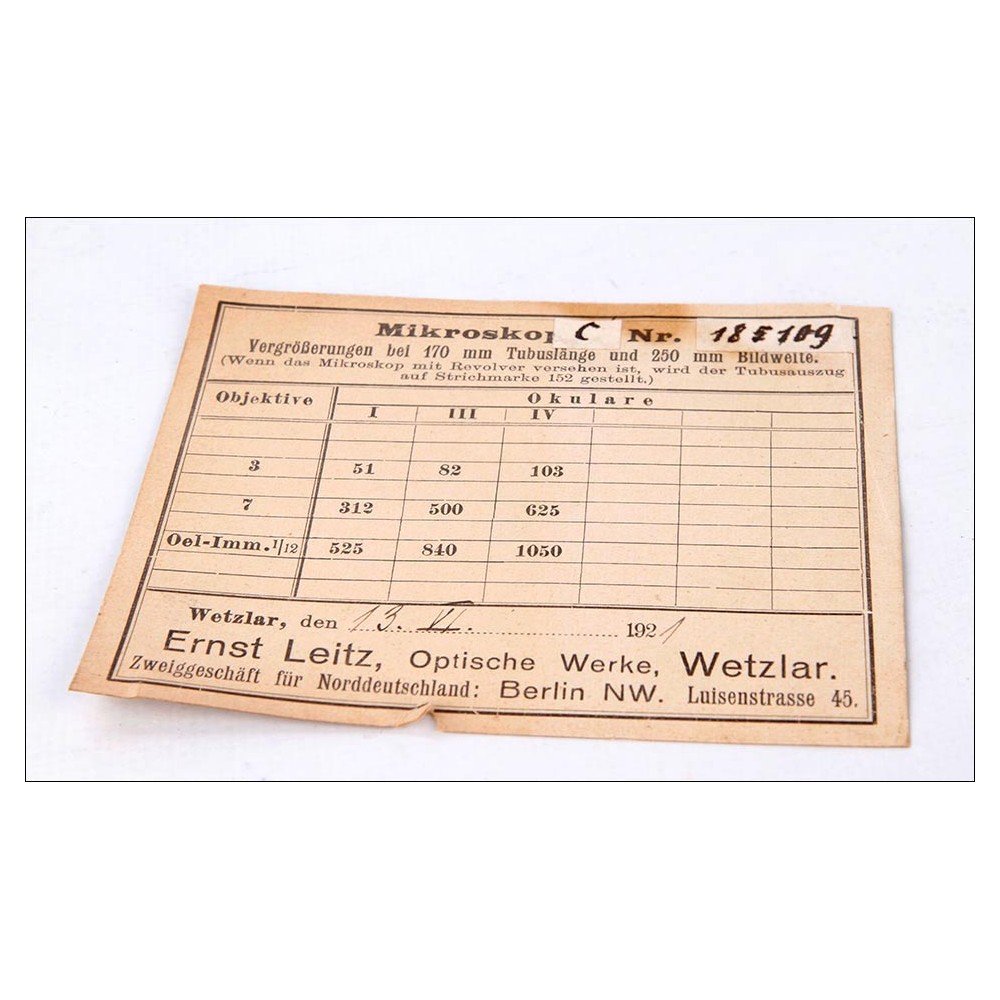 Mikroskop C Nr. 185109
Vergrößerungen bei 170 mm Tubuslänge und 250 mm Bildweite.
(Wenn das Mikroskop mit Revolver versehen ist, wird der Tubusauszug
auf Strichmarke 152 gestellt.)
Objektive Okulare
I III IV
3 51 82 103
7 312 500 625
Oel-Imm. 1/12 525 840 1050
Wetzlar, den 13. VI. 1921
Ernst Leitz, Optische Werke, Wetzlar.
Zweiggeschäft für Norddeutschland: Berlin NW. Luisenstrasse 45.